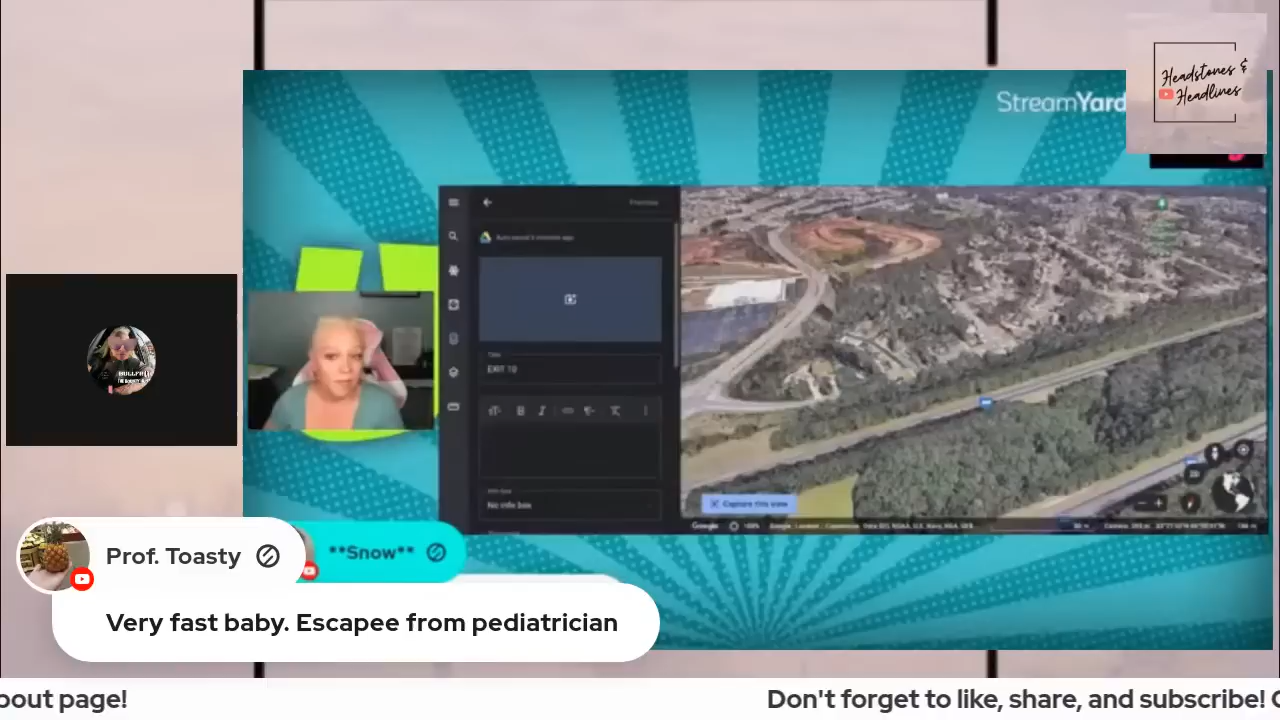 Headstones &
Headlines
StreamYard
EXIT 10
No info box
Capture this view
Google
Prof. Toasty
**Snow**
Very fast baby. Escapee from pediatrician
bout page!
Don't forget to like, share, and subscribe! C